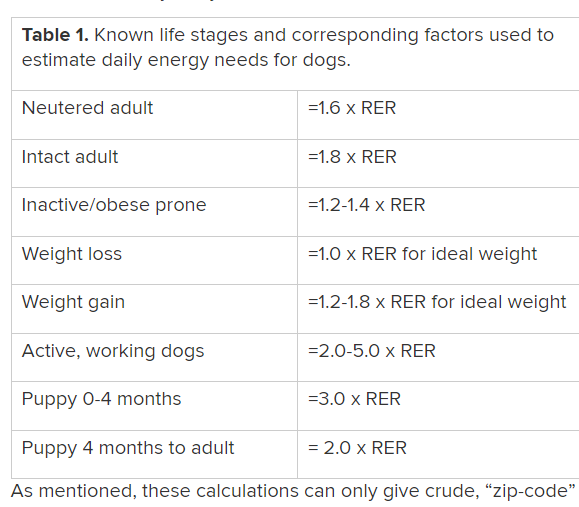 Table 1. Known life stages and corresponding factors used to
estimate daily energy needs for dogs.
Neutered adult =1.6 x RER
Intact adult =1.8 x RER
Inactive/obese prone =1.2-1.4 x RER
Weight loss =1.0 x RER for ideal weight
Weight gain =1.2-1.8 x RER for ideal weight
Active, working dogs =2.0-5.0 x RER
Puppy 0-4 months =3.0 x RER
Puppy 4 months to adult = 2.0 x RER
As mentioned, these calculations can only give crude, “zip-code”